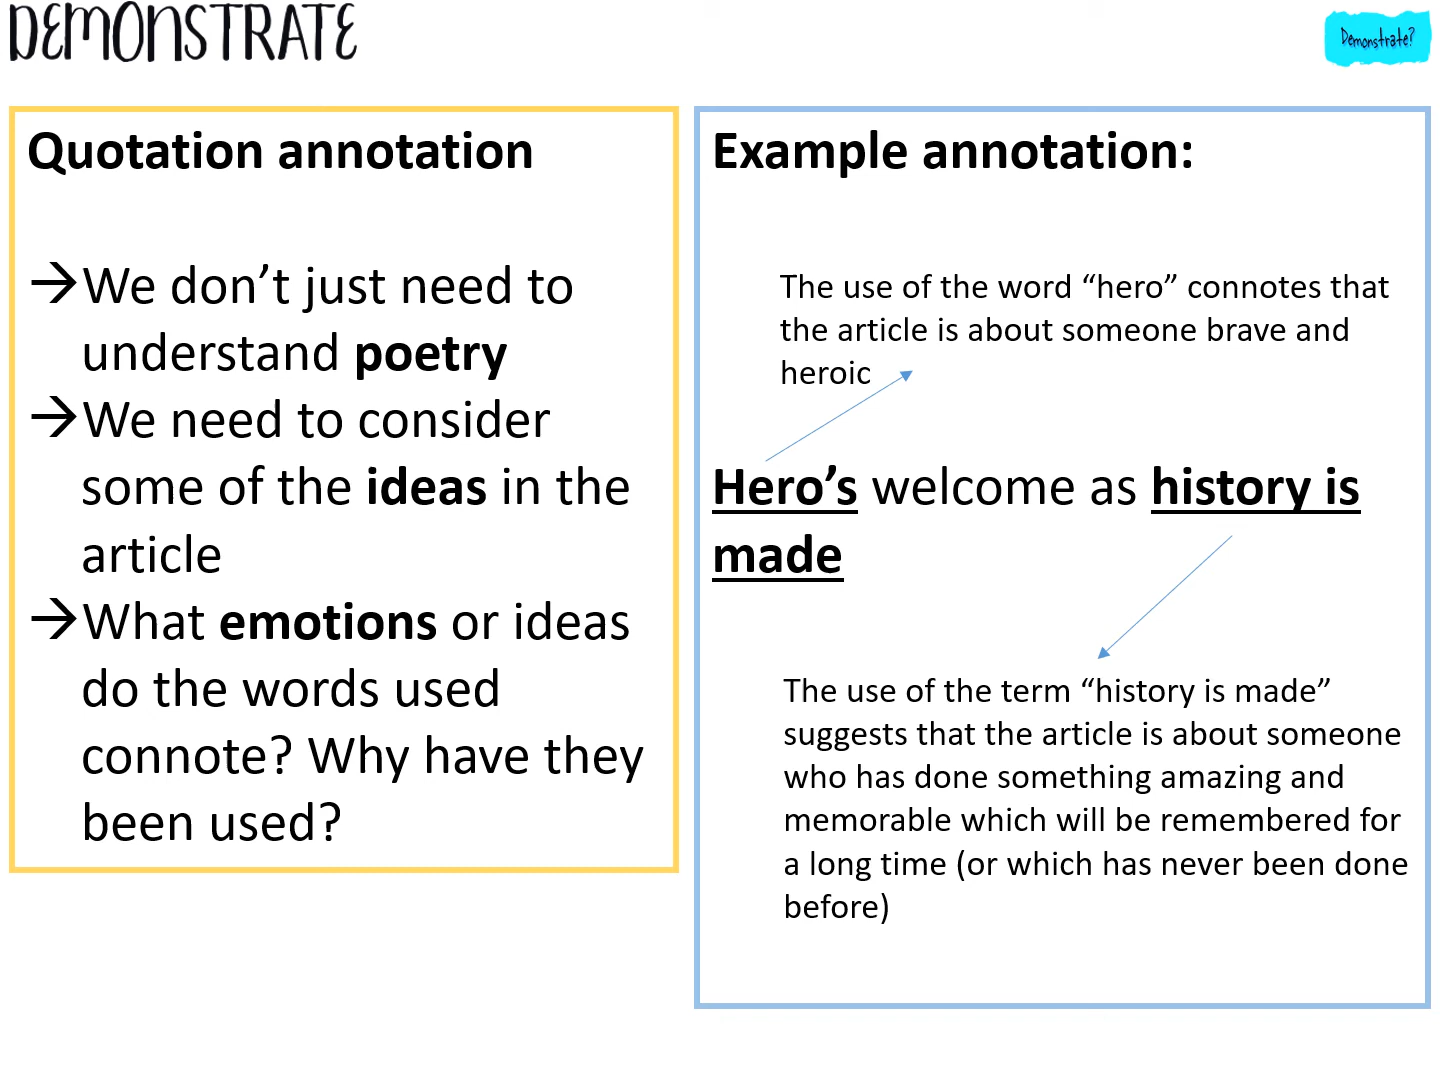 DEMONSTRATE
Demonstrate?
Quotation annotation
→We don’t just need to
understand poetry
→We need to consider
some of the ideas in the
article
→What emotions or ideas
do the words used
connote? Why have they
been used?
Example annotation:
The use of the word “hero” connotes that
the article is about someone brave and
heroic
Hero’s welcome as history is
made
The use of the term “history is made”
suggests that the article is about someone
who has done something amazing and
memorable which will be remembered for
a long time (or which has never been done
before)